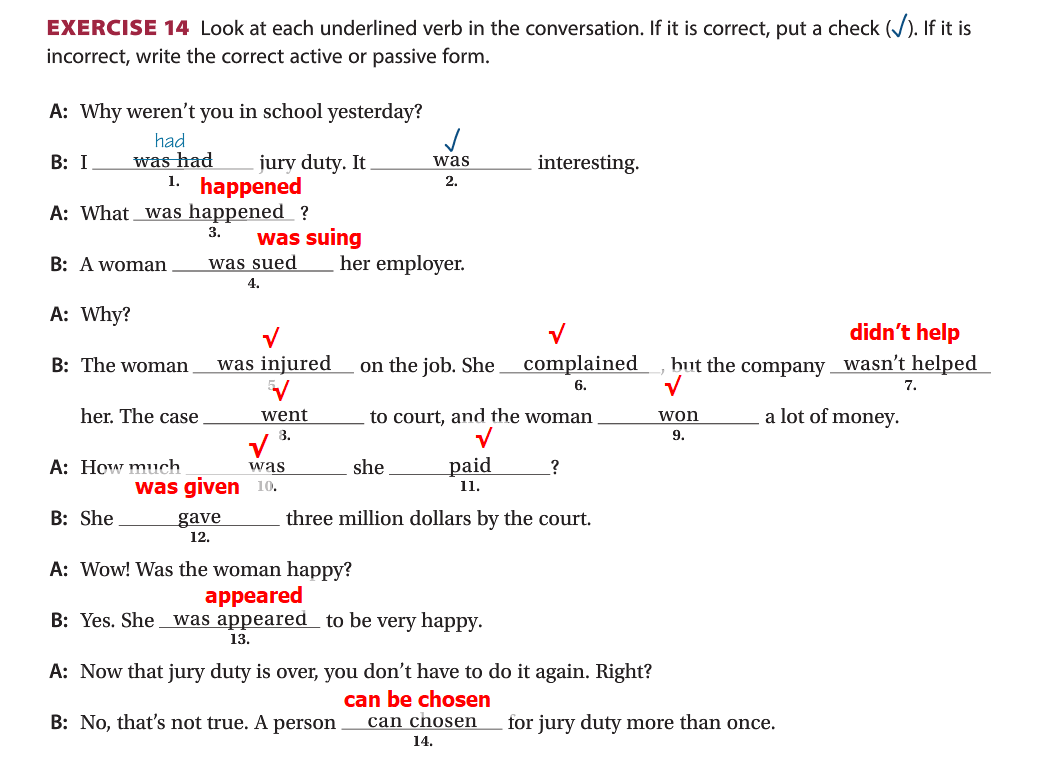 EXERCISE 14 Look at each underlined verb in the conversation. If it is correct, put a check (√). If it is
incorrect, write the correct active or passive form.
A: Why weren't you in school yesterday?
had √
B: I was had jury duty. It was interesting.
1. 2.
happened
A: What was happened ?
3.
was suing
B: A woman was sued her employer.
4.
A: Why?
√ √ didn't help
B: The woman was injured on the job. She complained , but the company wasn't helped
5. 6. 7.
√ √
her. The case went to court, and the woman won a lot of money.
8. 9.
√ √
A: How much was she paid ?
10. 11.
was given
B: She gave three million dollars by the court.
12.
A: Wow! Was the woman happy?
appeared
B: Yes. She was appeared to be very happy.
13.
A: Now that jury duty is over, you don't have to do it again. Right?
can be chosen
B: No, that's not true. A person can chosen for jury duty more than once.
14.